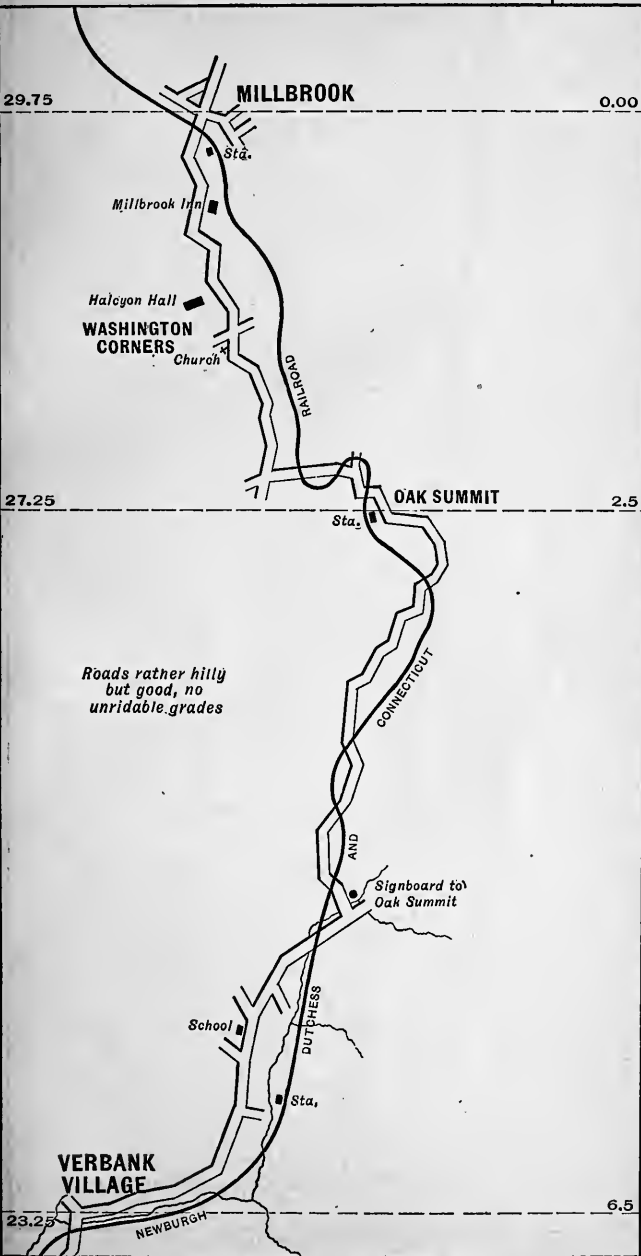 29.75
MILLBROOK
0.00
Sta.
Millbrook Inn
Halcyon Hall
WASHINGTON
CORNERS
Church
RAILROAD
27.25
OAK SUMMIT
2.5
Sta.
Roads rather hilly
but good, no
unridable grades
CONNECTICUT
AND
Signboard to
Oak Summit
DUTCHESS
School
Sta.
VERBANK
VILLAGE
23.25
NEWBURGH
6.5